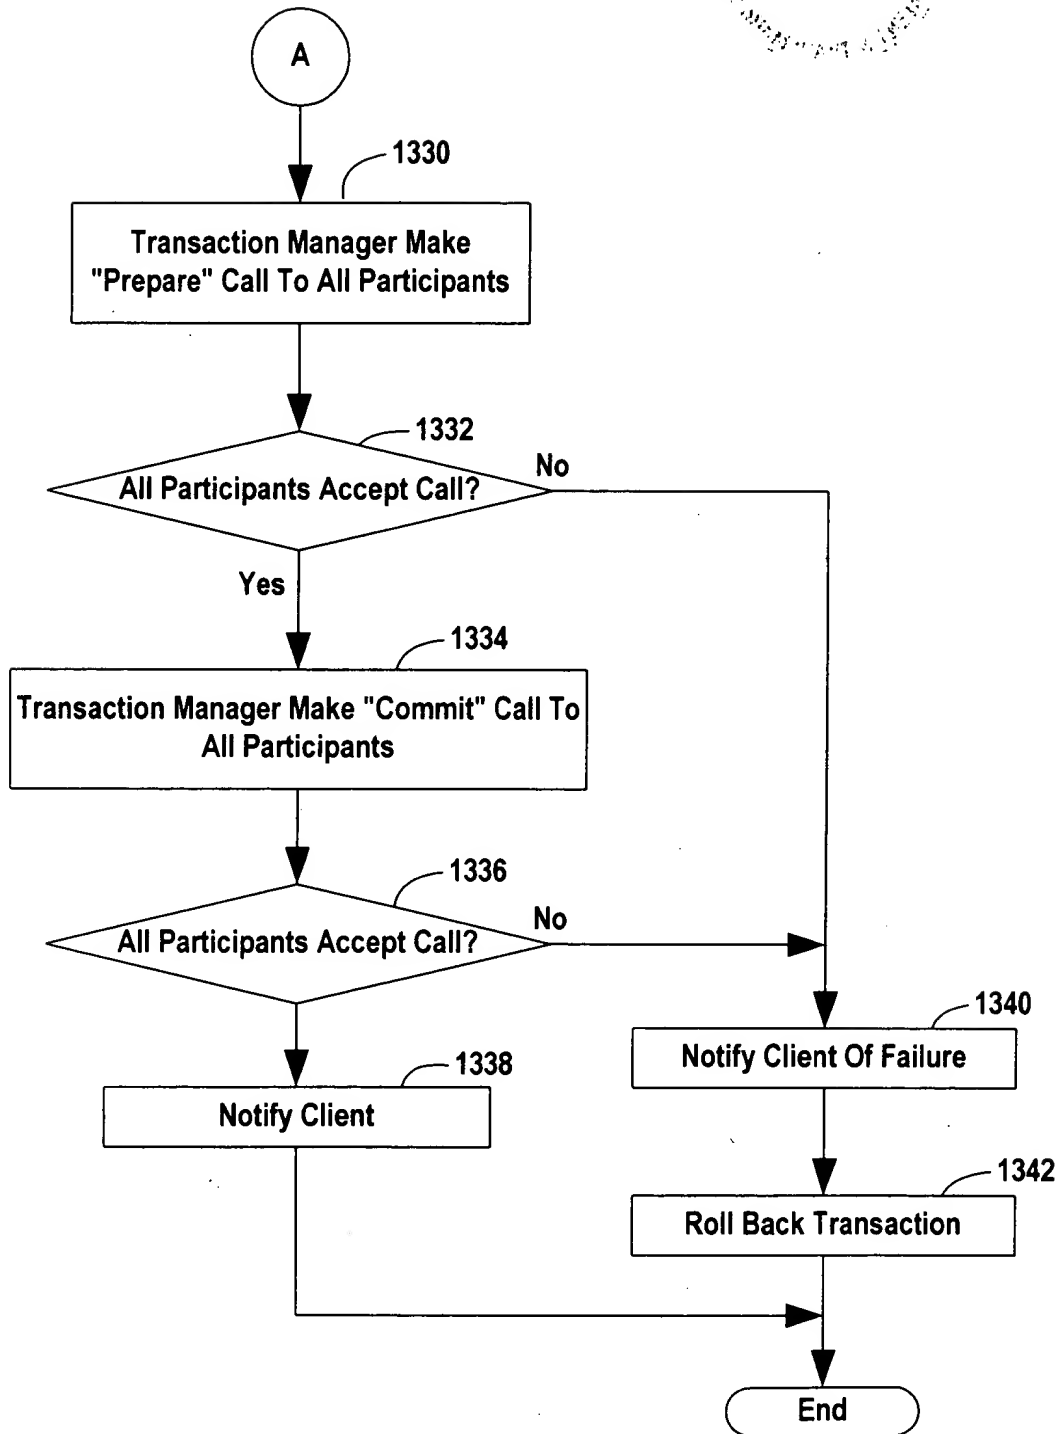 A
1330
Transaction Manager Make
"Prepare" Call To All Participants
1332
All Participants Accept Call?
No
Yes
1334
Transaction Manager Make "Commit" Call To
All Participants
1336
All Participants Accept Call?
No
1340
Notify Client Of Failure
1338
Notify Client
1342
Roll Back Transaction
End